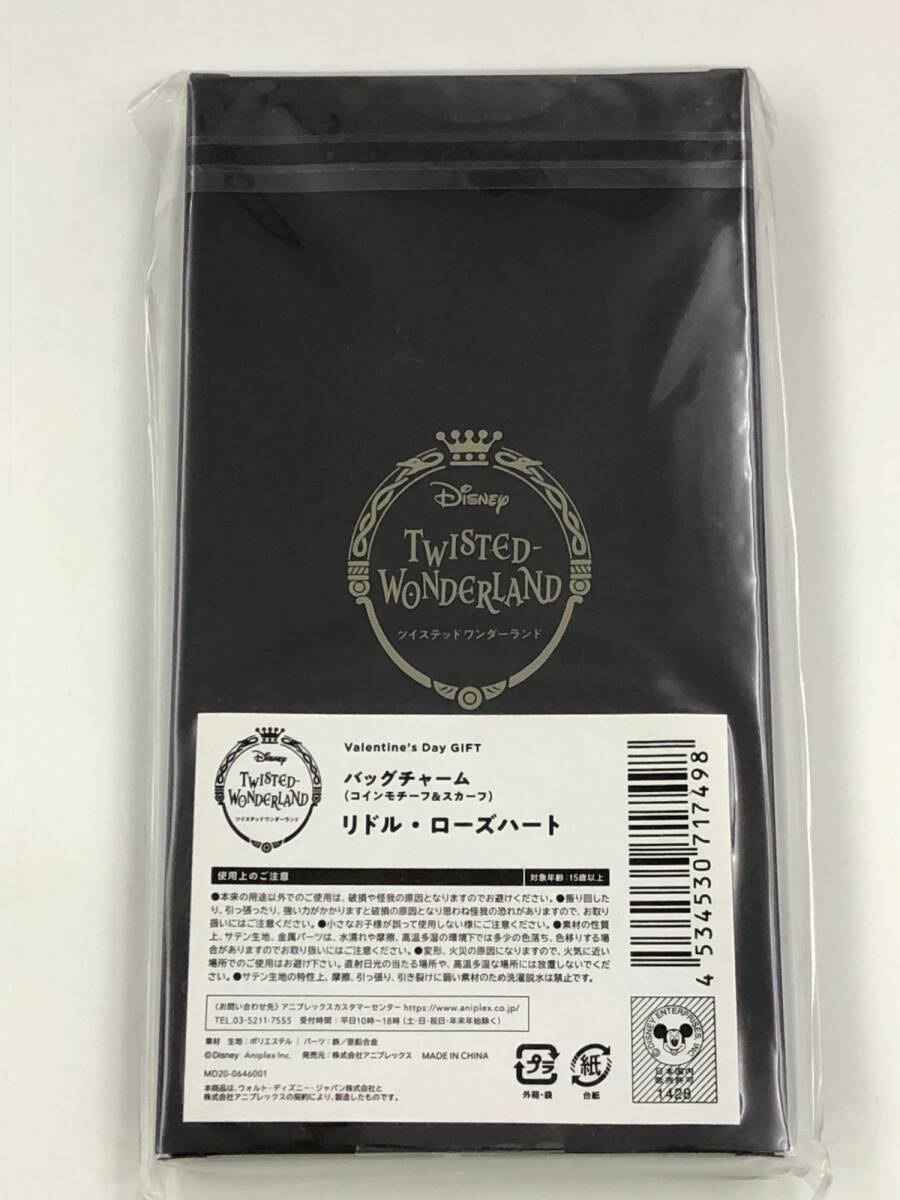 Disney
TWISTED-
WONDERLAND
ツイステッドワンダーランド
Disney
TWISTED-
WONDERLAND
ツイステッドワンダーランド
Valentine's Day GIFT
バッグチャーム
(コインモチーフ&スカーフ)
リドル・ローズハート
使用上のご注意
対象年齢:15歳以上
●本来の用途以外でのご使用は、破損や怪我の原因となりますのでお避けください。●振り回した
り、引っ張ったり、強い力がかかりますと破損の原因となり思わぬ怪我の恐れがありますので、お取り
扱いにはご注意ください。●小さなお子様が誤って使用しない様にご注意ください。●素材の性質
上、サテン生地、金属パーツは、水濡れや摩擦、高温多湿の環境下では多少の色落ち、色移りする場
合がありますのでお取り扱いにはご注意ください。●変形、火災の原因になりますので、火気に近い
場所でのご使用はお避け下さい。直射日光の当たる場所や、高温多湿な場所には放置しないでくだ
さい。●サテン生地の特性上、摩擦、引っ張り、引き裂けに弱い素材のため洗濯脱水は禁止です。
〈お問い合わせ先〉アニプレックスカスタマーセンター https://www.aniplex.co.jp/
TEL.03-5211-7555 受付時間:平日10時〜18時(土・日・祝日・年末年始除く)
素材 生地:ポリエステル | パーツ:鉄/亜鉛合金
©Disney Aniplex Inc. 発売元:株式会社アニプレックス MADE IN CHINA
MD20-0646001
本商品は、ウォルト・ディズニー・ジャパン株式会社と
株式会社アニプレックスの契約により、製造したものです。
プラ
外箱・袋
紙
台紙
4 534530 717498
©DISNEY ENTERPRISES, INC.
日本国内
販売許可
1428